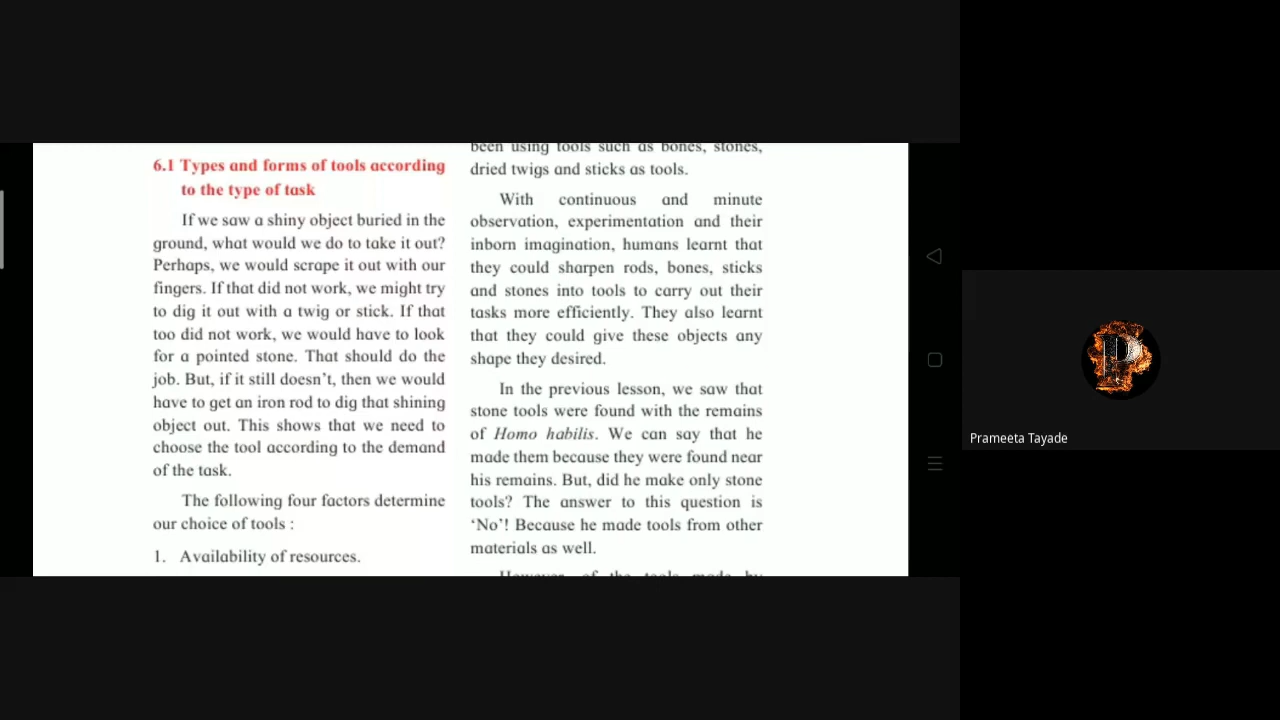 6.1 Types and forms of tools according
to the type of task
If we saw a shiny object buried in the
ground, what would we do to take it out?
Perhaps, we would scrape it out with our
fingers. If that did not work, we might try
to dig it out with a twig or stick. If that
too did not work, we would have to look
for a pointed stone. That should do the
job. But, if it still doesn't, then we would
have to get an iron rod to dig that shining
object out. This shows that we need to
choose the tool according to the demand
of the task.
The following four factors determine
our choice of tools :
1. Availability of resources.
been using tools such as bones, stones,
dried twigs and sticks as tools.
With continuous and minute
observation, experimentation and their
inborn imagination, humans learnt that
they could sharpen rods, bones, sticks
and stones into tools to carry out their
tasks more efficiently. They also learnt
that they could give these objects any
shape they desired.
In the previous lesson, we saw that
stone tools were found with the remains
of Homo habilis. We can say that he
made them because they were found near
his remains. But, did he make only stone
tools? The answer to this question is
‘No’! Because he made tools from other
materials as well.
However, of the tools made by
P
Prameeta Tayade